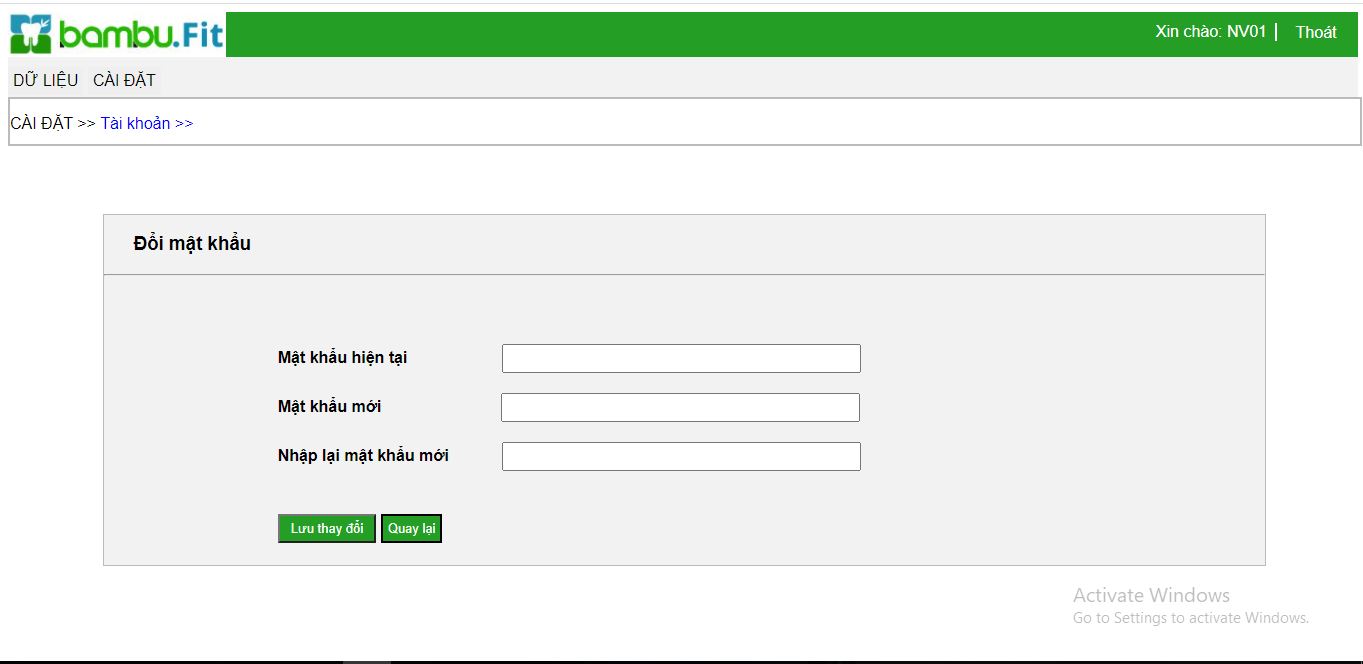 bambu.Fit
Xin chào: NV01 | Thoát
DỮ LIỆU CÀI ĐẶT
CÀI ĐẶT >> Tài khoản >>
Đổi mật khẩu
Mật khẩu hiện tại
Mật khẩu mới
Nhập lại mật khẩu mới
Lưu thay đổi Quay lại
Activate Windows
Go to Settings to activate Windows.